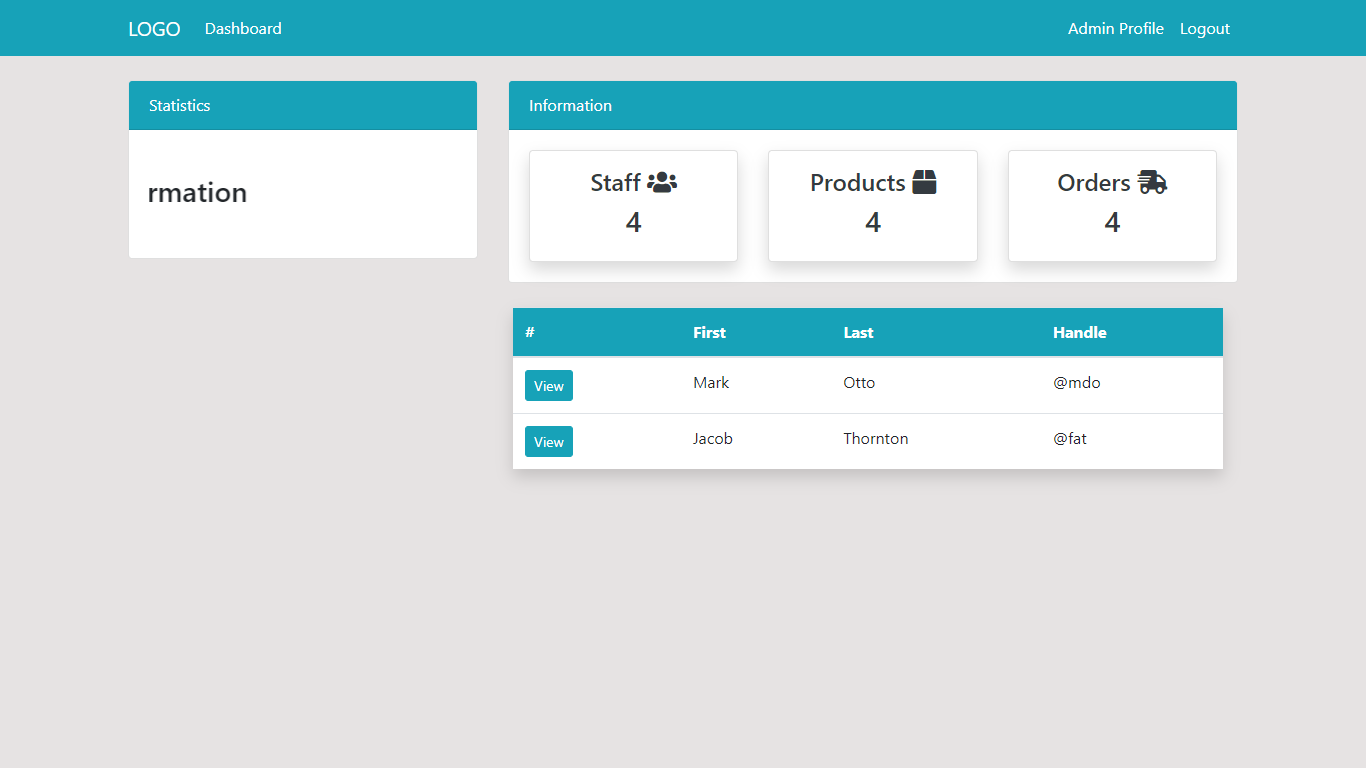 LOGO Dashboard Admin Profile Logout
Statistics
rmation
Information
Staff Products Orders
4 4 4
# First Last Handle
View Mark Otto @mdo
View Jacob Thornton @fat